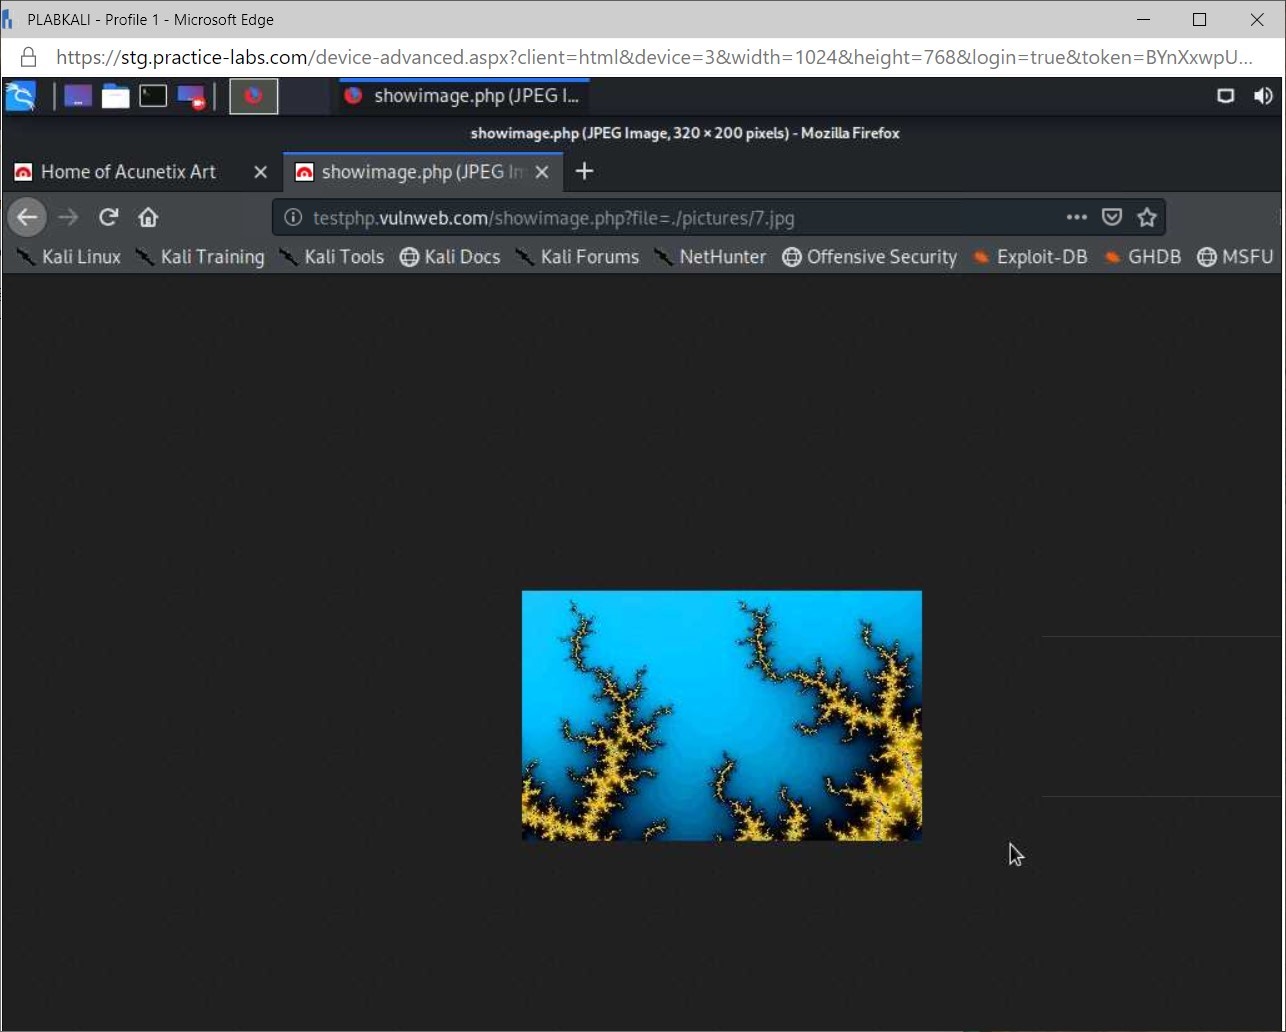 PLABKALI - Profile 1 - Microsoft Edge
https://stg.practice-labs.com/device-advanced.aspx?client=html&device=3&width=1024&height=768&login=true&token=BYnXxwpU...
showimage.php (JPEG I...
showimage.php (JPEG Image, 320 × 200 pixels) - Mozilla Firefox
Home of Acunetix Art showimage.php (JPEG Im
testphp.vulnweb.com/showimage.php?file=./pictures/7.jpg
Kali Linux Kali Training Kali Tools Kali Docs Kali Forums NetHunter Offensive Security Exploit-DB GHDB MSFU